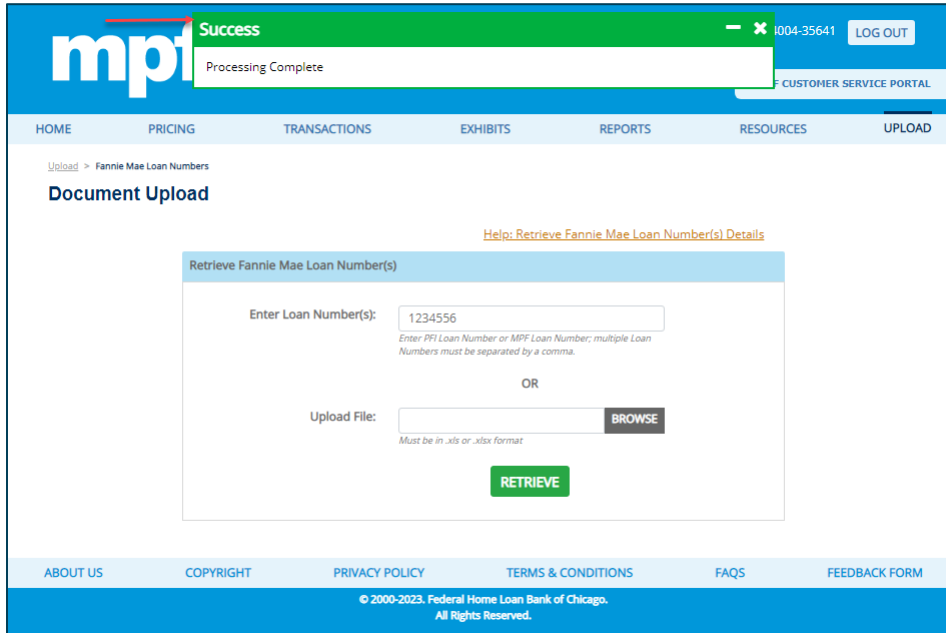 mpf
Success
Processing Complete
4004-35641
LOG OUT
CUSTOMER SERVICE PORTAL
HOME PRICING TRANSACTIONS EXHIBITS REPORTS RESOURCES UPLOAD
Upload > Fannie Mae Loan Numbers
Document Upload
Help: Retrieve Fannie Mae Loan Number(s) Details
Retrieve Fannie Mae Loan Number(s)
Enter Loan Number(s): 1234556
Enter PFI Loan Number or MPF Loan Number; multiple Loan
Numbers must be separated by a comma.
OR
Upload File: BROWSE
Must be in .xls or .xlsx format
RETRIEVE
ABOUT US COPYRIGHT PRIVACY POLICY TERMS & CONDITIONS FAQS FEEDBACK FORM
© 2000-2023. Federal Home Loan Bank of Chicago.
All Rights Reserved.